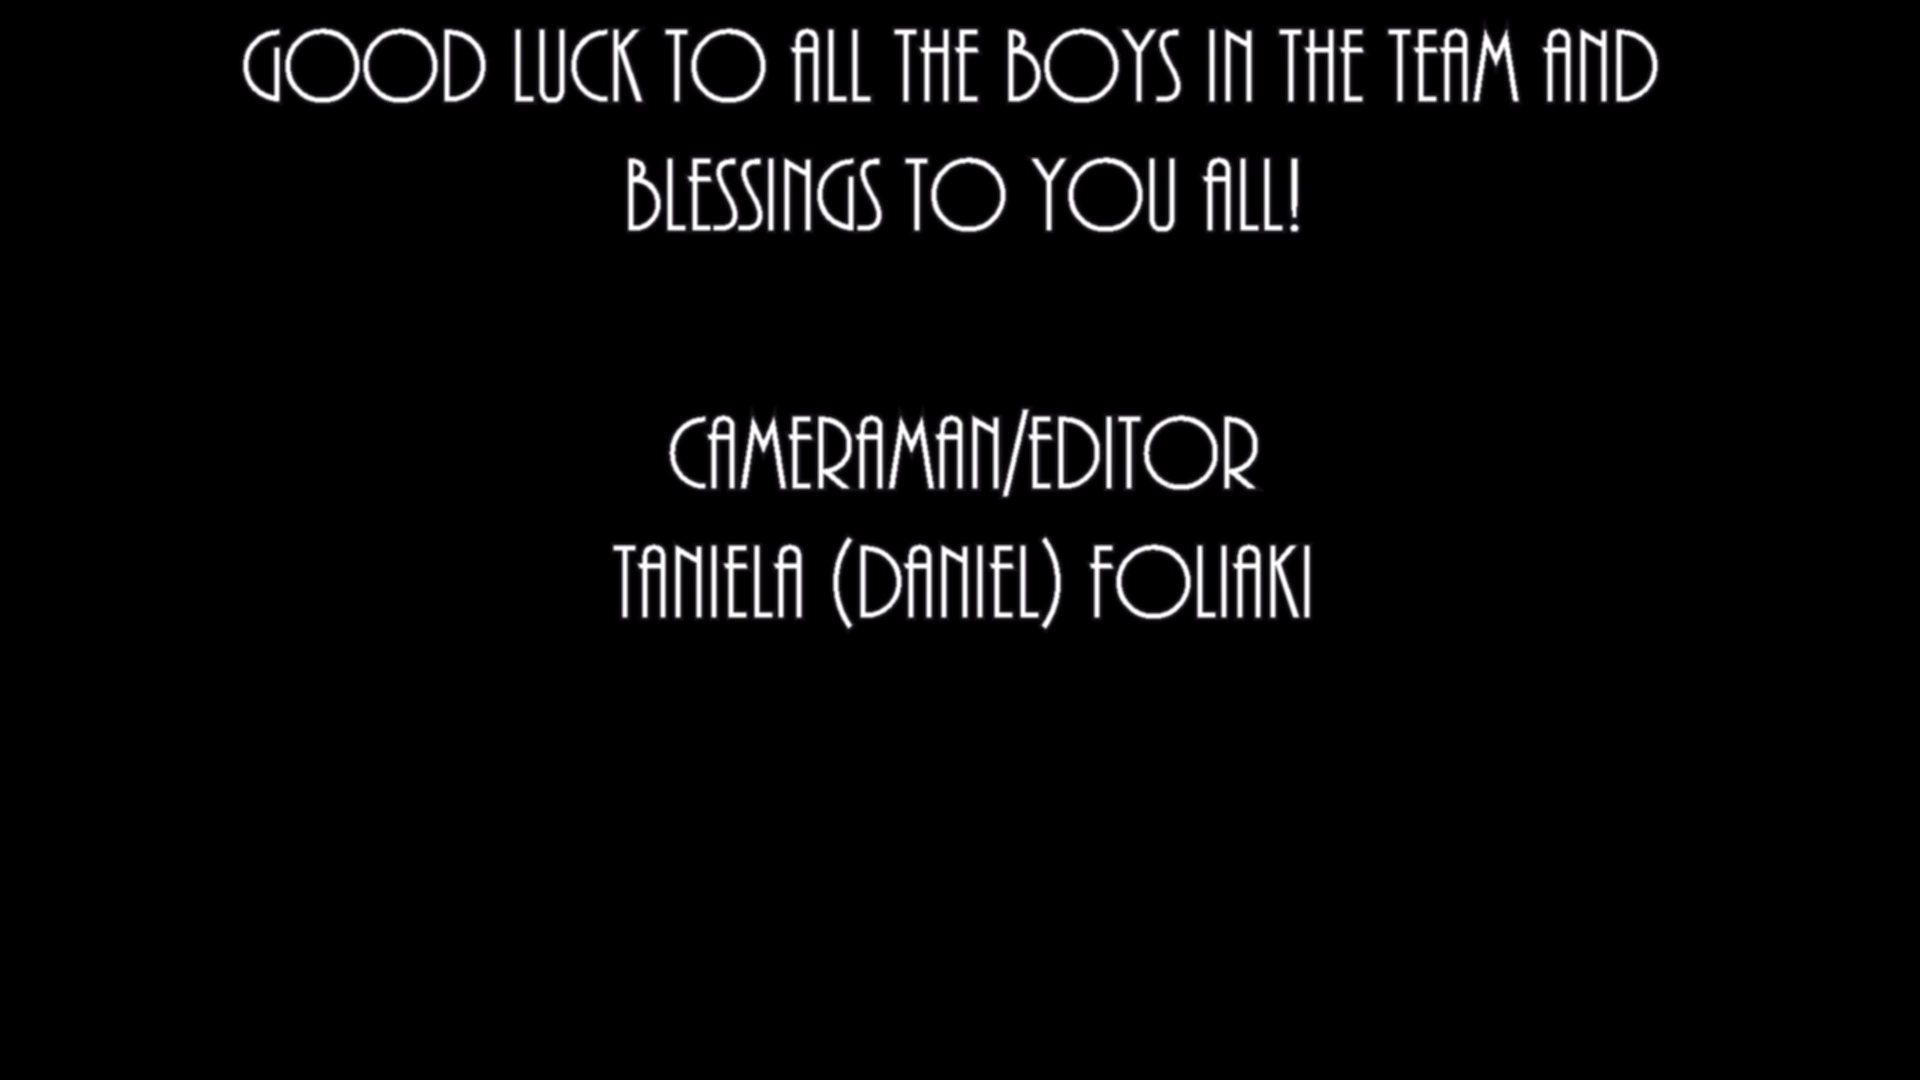 GOOD LUCK TO ALL THE BOYS IN THE TEAM AND
BLESSINGS TO YOU ALL!
CAMERAMAN/EDITOR
TANIELA (DANIEL) FOLIAKI